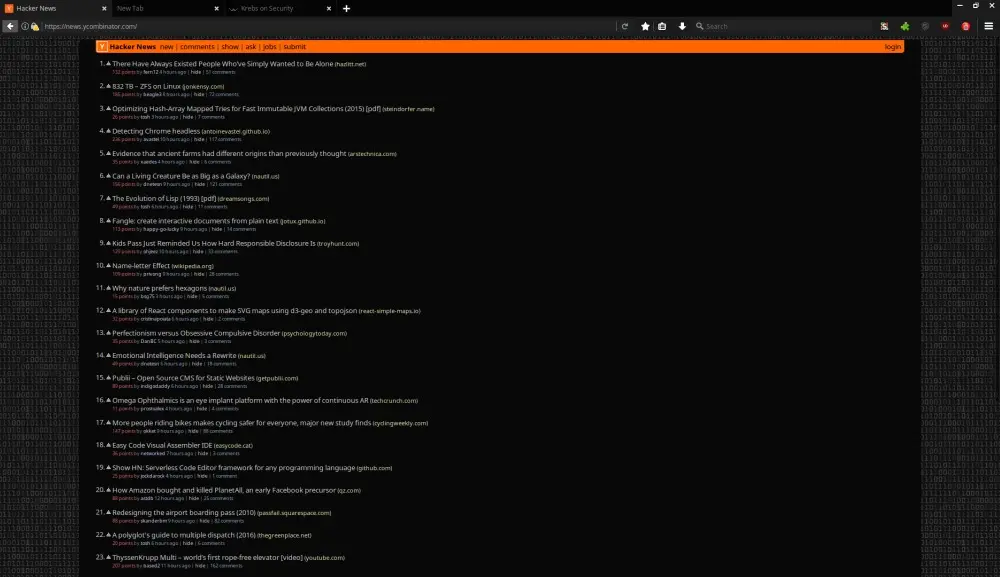 Hacker News
New Tab
Krebs on Security
https://news.ycombinator.com/
Search
Y Hacker News new | comments | show | ask | jobs | submit
login
1. There Have Always Existed People Who've Simply Wanted to Be Alone (hazlitt.net)
132 points by fern12 4 hours ago | hide | 51 comments
2. 832 TB – ZFS on Linux (jonkensy.com)
185 points by beagle3 8 hours ago | hide | 72 comments
3. Optimizing Hash-Array Mapped Tries for Fast Immutable JVM Collections (2015) [pdf] (steindorfer.name)
26 points by tosh 3 hours ago | hide | 7 comments
4. Detecting Chrome headless (antoinevastel.github.io)
236 points by avastel 10 hours ago | hide | 117 comments
5. Evidence that ancient farms had different origins than previously thought (arstechnica.com)
35 points by 4 hours ago | hide | 6 comments
6. Can a Living Creature Be as Big as a Galaxy? (nautil.us)
156 points by dnetesn 9 hours ago | hide | 121 comments
7. The Evolution of Lisp (1993) [pdf] (dreamsongs.com)
49 points by tosh 6 hours ago | hide | 11 comments
8. Fangle: create interactive documents from plain text (jotux.github.io)
113 points by happy-go-lucky 9 hours ago | hide | 14 comments
9. Kids Pass Just Reminded Us How Hard Responsible Disclosure Is (troyhunt.com)
120 points by 10 hours ago | hide | 53 comments
10. Name-letter Effect (wikipedia.org)
109 points by privong 9 hours ago | hide | 28 comments
11. Why nature prefers hexagons (nautil.us)
15 points by bsg75 3 hours ago | hide | 5 comments
12. A library of React components to make SVG maps using d3-geo and topojson (react-simple-maps.io)
32 points by cristinaposta 6 hours ago | hide | 2 comments
13. Perfectionism versus Obsessive Compulsive Disorder (psychologytoday.com)
35 points by DanBC 5 hours ago | hide | 3 comments
14. Emotional Intelligence Needs a Rewrite (nautil.us)
49 points by dnetesn 6 hours ago | hide | 19 comments
15. Publii – Open Source CMS for Static Websites (getpublii.com)
80 points by indigodaddy 6 hours ago | hide | 28 comments
16. Omega Ophthalmics is an eye implant platform with the power of continuous AR (techcrunch.com)
11 points by prostoalex 4 hours ago | hide | 4 comments
17. More people riding bikes makes cycling safer for everyone, major new study finds (cyclingweekly.com)
147 points by okket 9 hours ago | hide | 88 comments
18. Easy Code Visual Assembler IDE (easycode.cat)
36 points by networked 7 hours ago | hide | 3 comments
19. Show HN: Serverless Code Editor framework for any programming language (github.com)
25 points by jockdarock 4 hours ago | hide | 1 comment
20. How Amazon bought and killed PlanetAll, an early Facebook precursor (qz.com)
88 points by 12 hours ago | hide | 25 comments
21. Redesigning the airport boarding pass (2010) (passfail.squarespace.com)
88 points by skanderbm 9 hours ago | hide | 82 comments
22. A polyglot's guide to multiple dispatch (2016) (thegreenplace.net)
20 points by tosh 6 hours ago | hide | 6 comments
23. ThyssenKrupp Multi – world's first rope-free elevator [video] (youtube.com)
207 points by based2 11 hours ago | hide | 162 comments